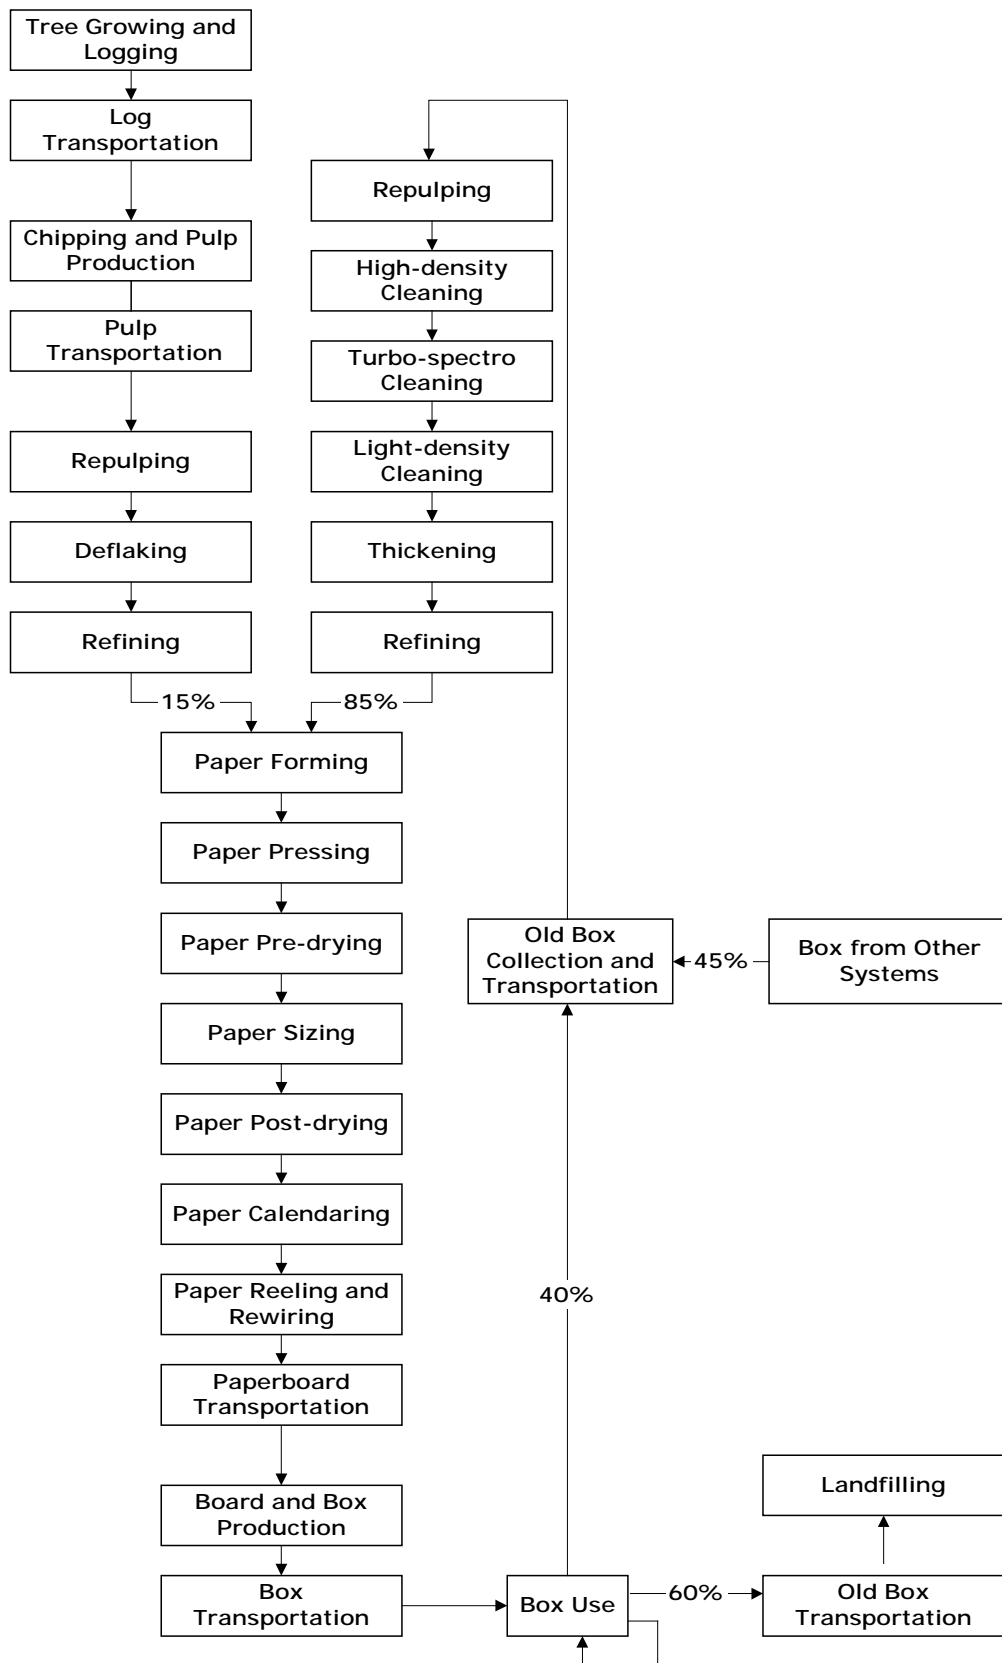 Tree Growing and
Logging
Log
Transportation
Chipping and Pulp
Production
Pulp
Transportation
Repulping
Deflaking
Refining
Repulping
High-density
Cleaning
Turbo-spectro
Cleaning
Light-density
Cleaning
Thickening
Refining
15%
85%
Paper Forming
Paper Pressing
Paper Pre-drying
Paper Sizing
Paper Post-drying
Paper Calendaring
Paper Reeling and
Rewiring
Paperboard
Transportation
Board and Box
Production
Box
Transportation
Old Box
Collection and
Transportation
45%
Box from Other
Systems
40%
Box Use
60%
Landfilling
Old Box
Transportation